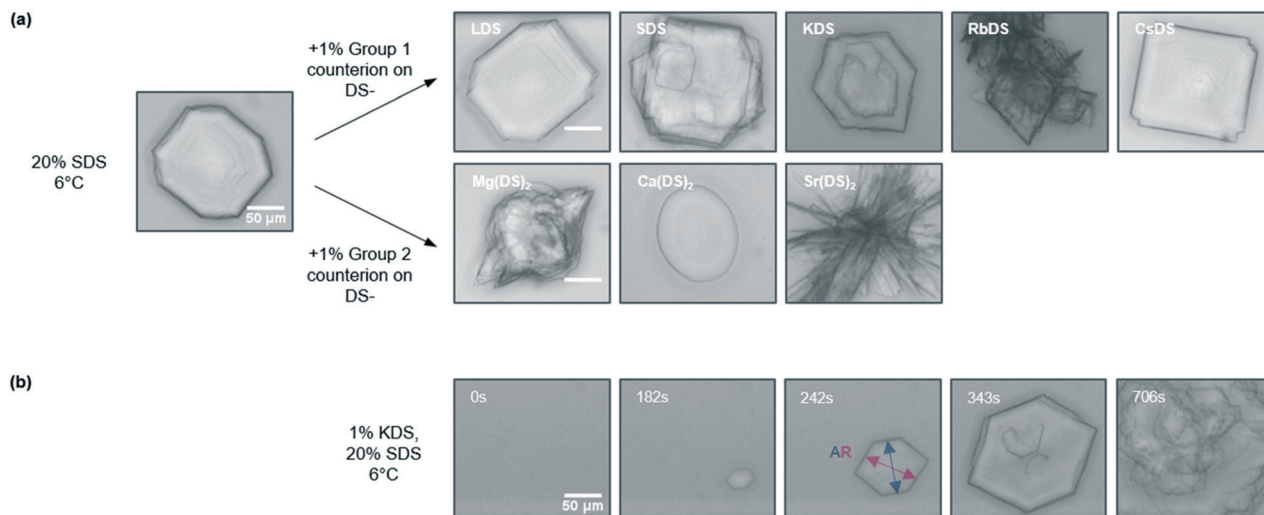 (a)
20% SDS
6°C
50 µm
+1% Group 1
counterion on
DS-
+1% Group 2
counterion on
DS-
LDS
SDS
KDS
RbDS
CsDS
Mg(DS)₂
Ca(DS)₂
Sr(DS)₂
(b)
1% KDS,
20% SDS
6°C
0s
50 µm
182s
242s
AR
343s
706s